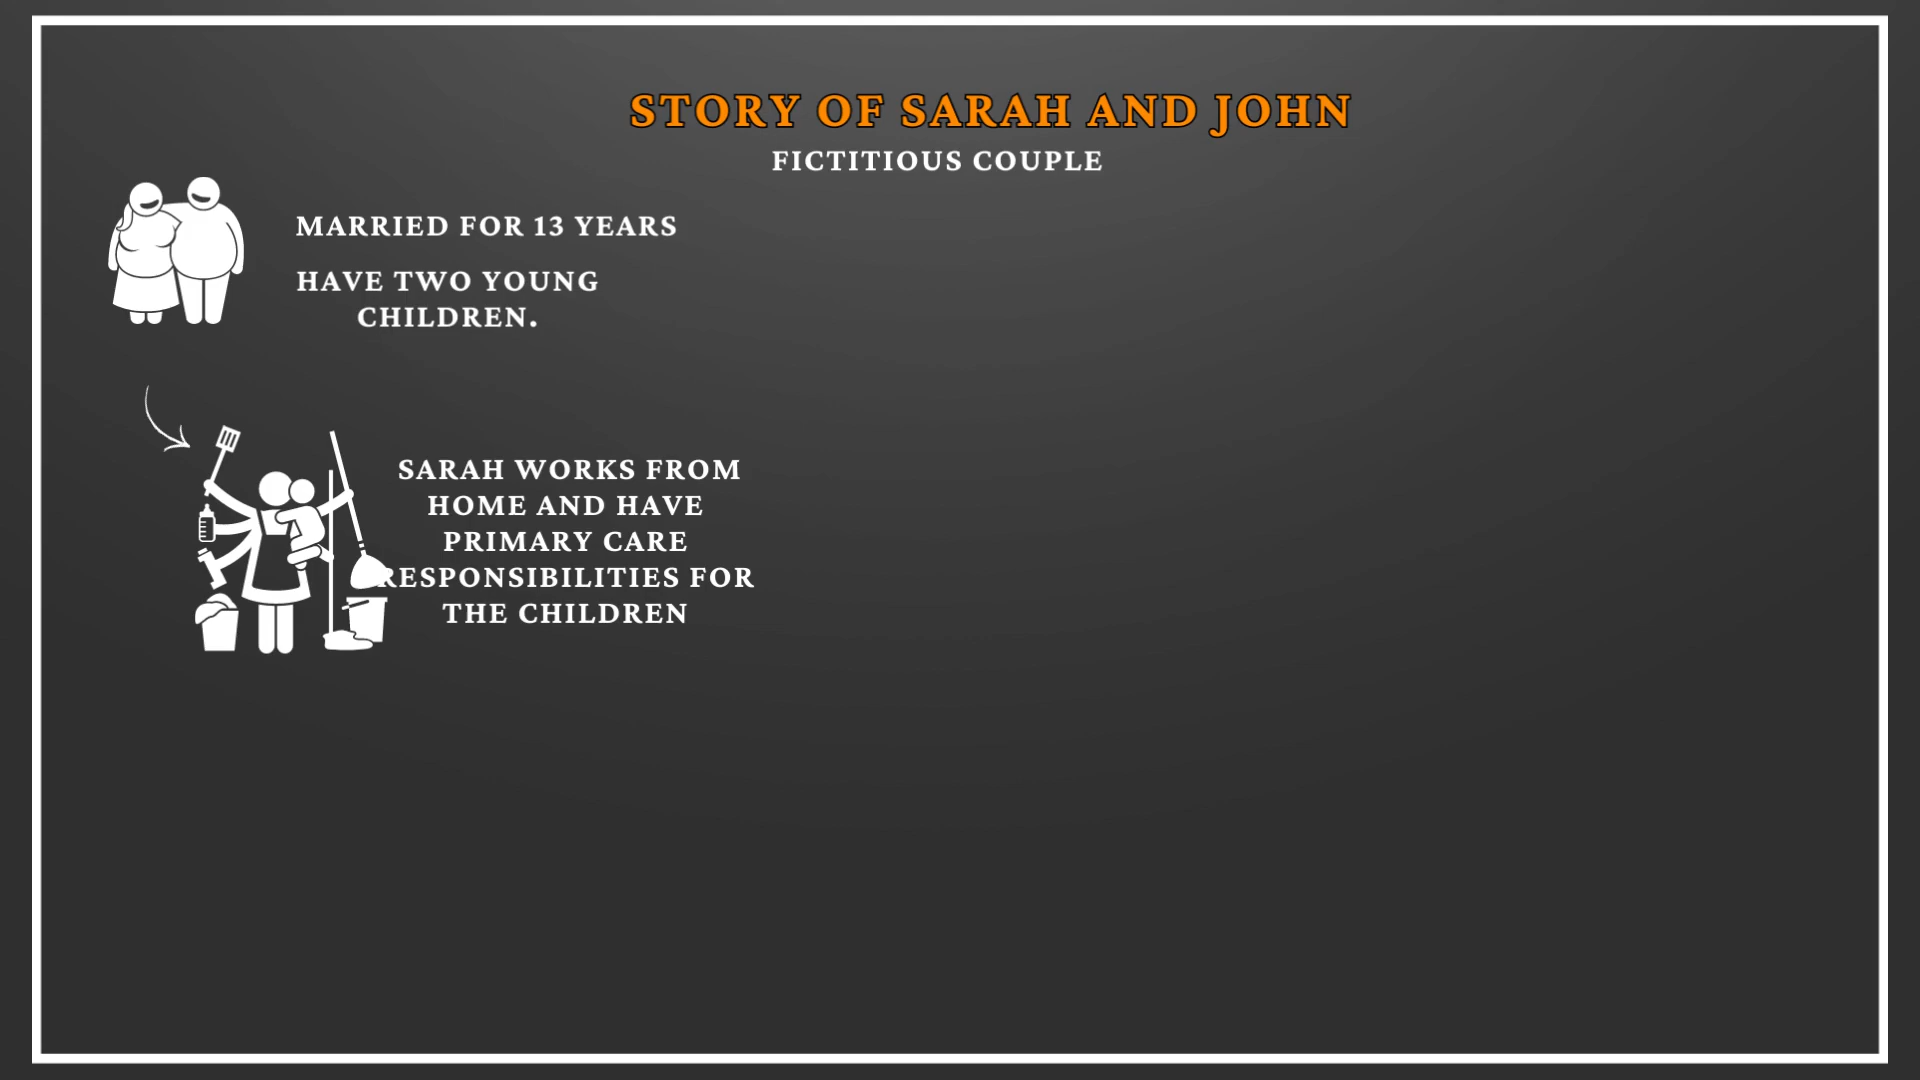 STORY OF SARAH AND JOHN
FICTITIOUS COUPLE
MARRIED FOR 13 YEARS
HAVE TWO YOUNG
CHILDREN.
SARAH WORKS FROM
HOME AND HAVE
PRIMARY CARE
RESPONSIBILITIES FOR
THE CHILDREN